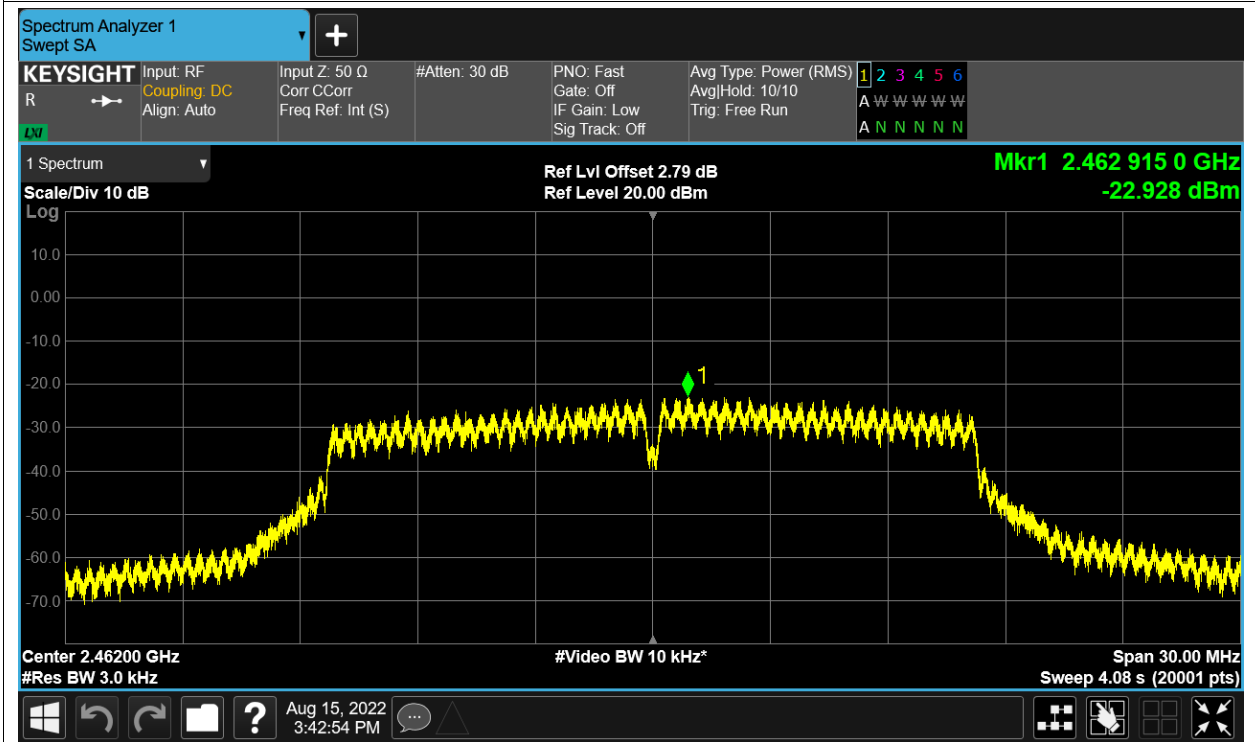 Spectrum Analyzer 1
Swept SA
KEYSIGHT
R
LXI
Input: RF
Coupling: DC
Align: Auto
Input Z: 50 Ω
Corr CCorr
Freq Ref: Int (S)
#Atten: 30 dB
PNO: Fast
Gate: Off
IF Gain: Low
Sig Track: Off
Avg Type: Power (RMS)
Avg|Hold: 10/10
Trig: Free Run
1 2 3 4 5 6
A W W W W W
A N N N N N
1 Spectrum
Scale/Div 10 dB
Log
Ref Lvl Offset 2.79 dB
Ref Level 20.00 dBm
Mkr1 2.462 915 0 GHz
-22.928 dBm
10.0
0.00
-10.0
-20.0
-30.0
-40.0
-50.0
-60.0
-70.0
1
Center 2.46200 GHz
#Res BW 3.0 kHz
#Video BW 10 kHz*
Span 30.00 MHz
Sweep 4.08 s (20001 pts)
?
Aug 15, 2022
3:42:54 PM